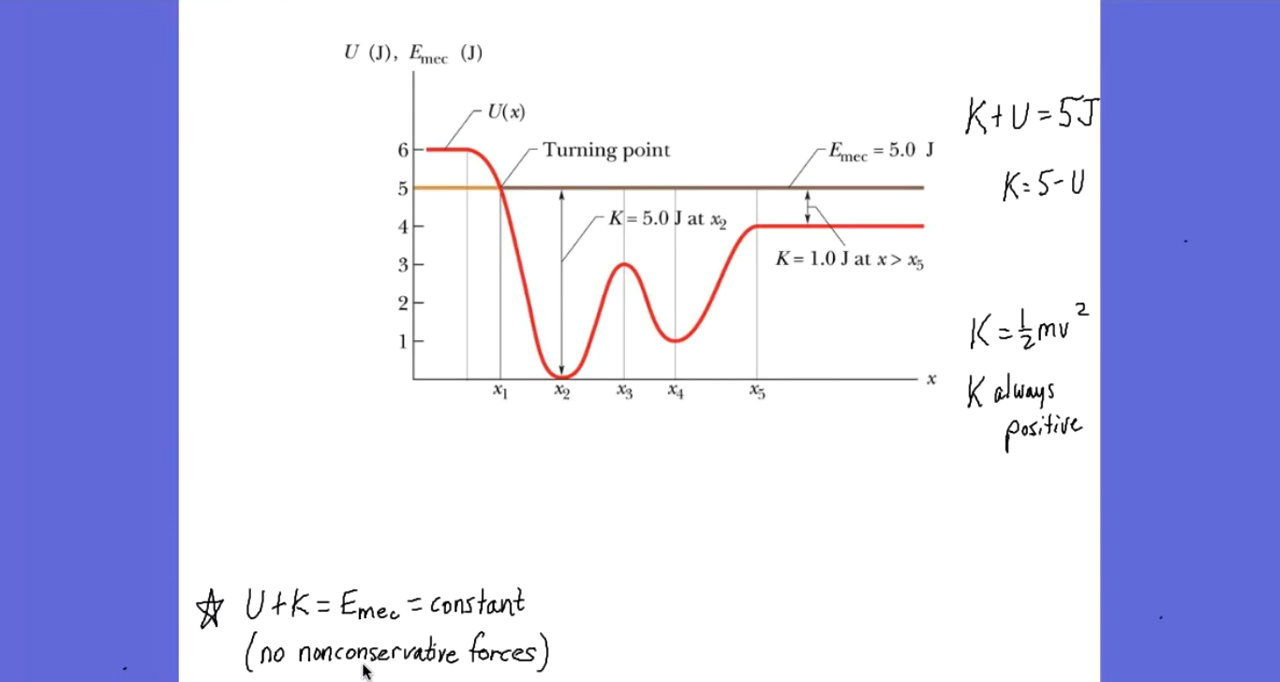 U (J), Emec (J)
U(x)
K+U=5J
6
Turning point
Emec = 5.0 J
5
K=5-U
4
K = 5.0 J at x2
3
K = 1.0 J at x > x5
2
K=½mv²
1
x1 x2 x3 x4 x5 x
K always
positive
☆ U+K=Emec=constant
(no nonconservative forces)